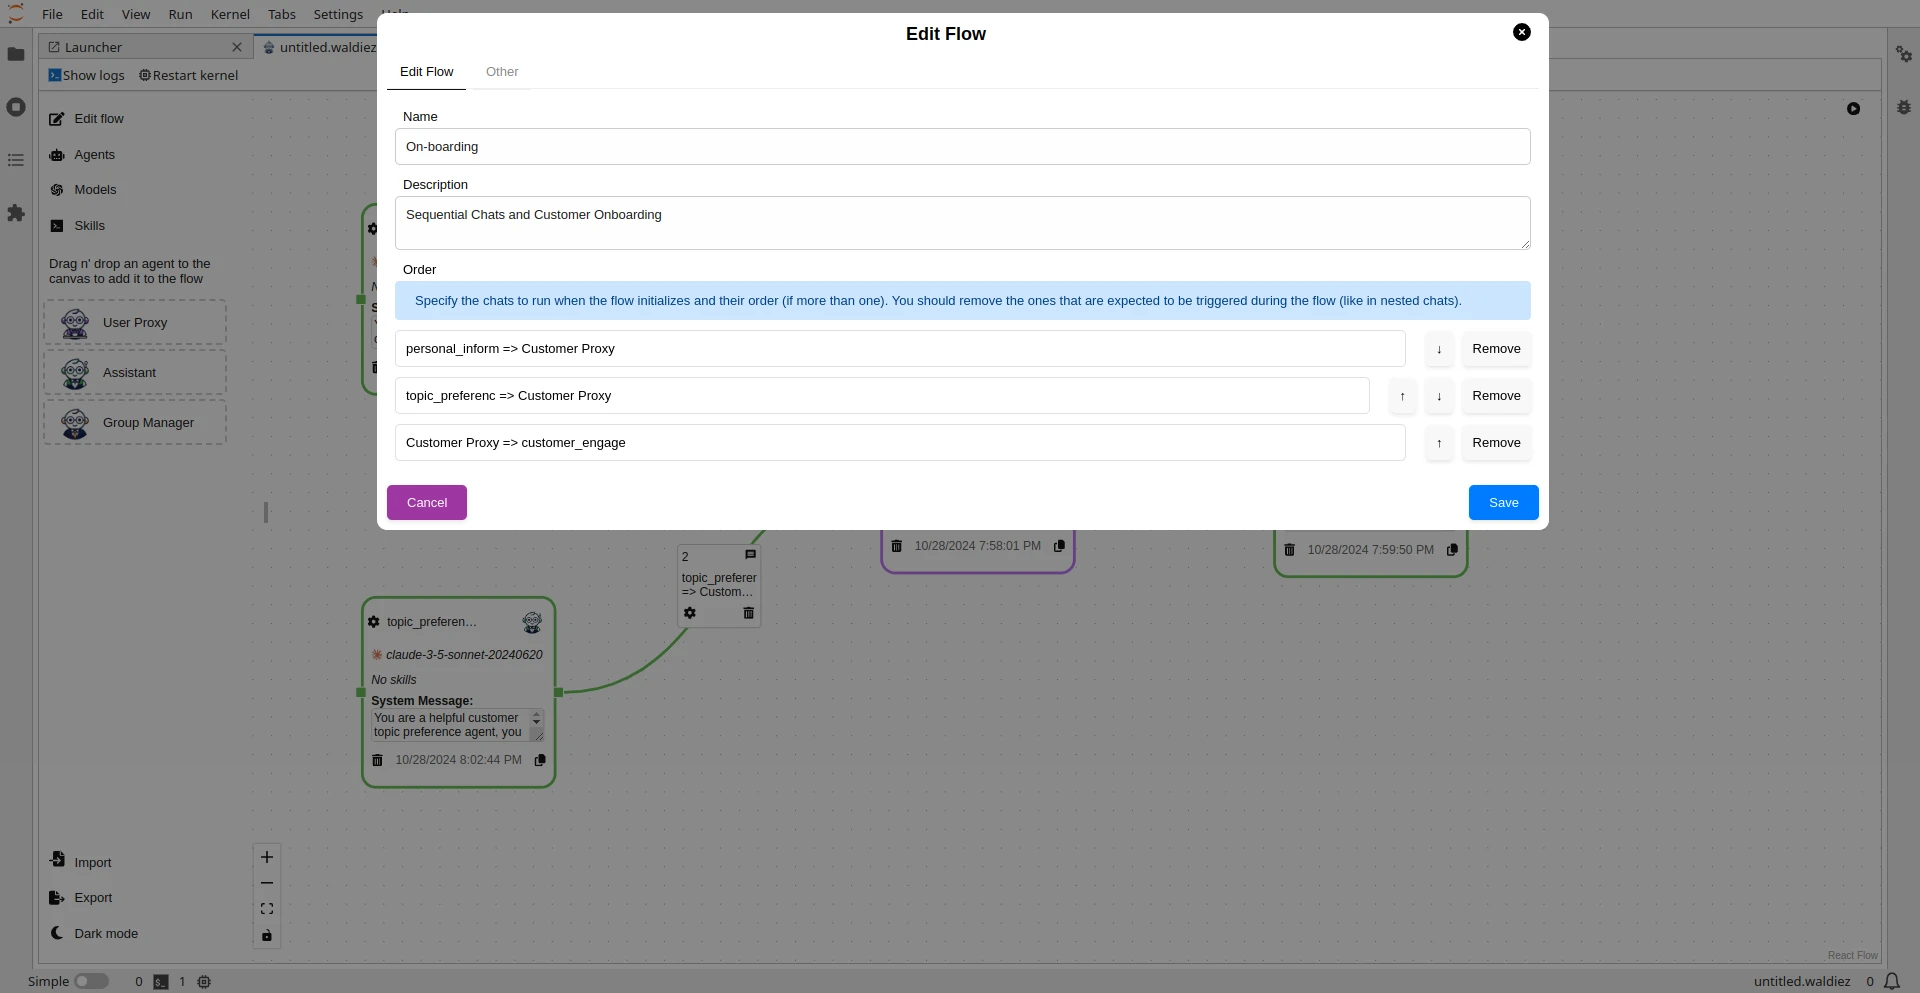 File Edit View Run Kernel Tabs Settings Help
Launcher
untitled.waldiez
Show logs Restart kernel
Edit flow
Agents
Models
Skills
Drag n' drop an agent to the
canvas to add it to the flow
User Proxy
Assistant
Group Manager
Import
Export
Dark mode
Edit Flow
Edit Flow Other
Name
On-boarding
Description
Sequential Chats and Customer Onboarding
Order
Specify the chats to run when the flow initializes and their order (if more than one). You should remove the ones that are expected to be triggered during the flow (like in nested chats).
personal_inform => Customer Proxy ↓ Remove
topic_preferenc => Customer Proxy ↑ ↓ Remove
Customer Proxy => customer_engage ↑ Remove
Cancel Save
10/28/2024 7:58:01 PM
10/28/2024 7:59:50 PM
2
topic_preferen
=> Custom…
topic_preferen…
claude-3-5-sonnet-20240620
No skills
System Message:
You are a helpful customer
topic preference agent, you
10/28/2024 8:02:44 PM
React Flow
Simple 0 1
untitled.waldiez 0